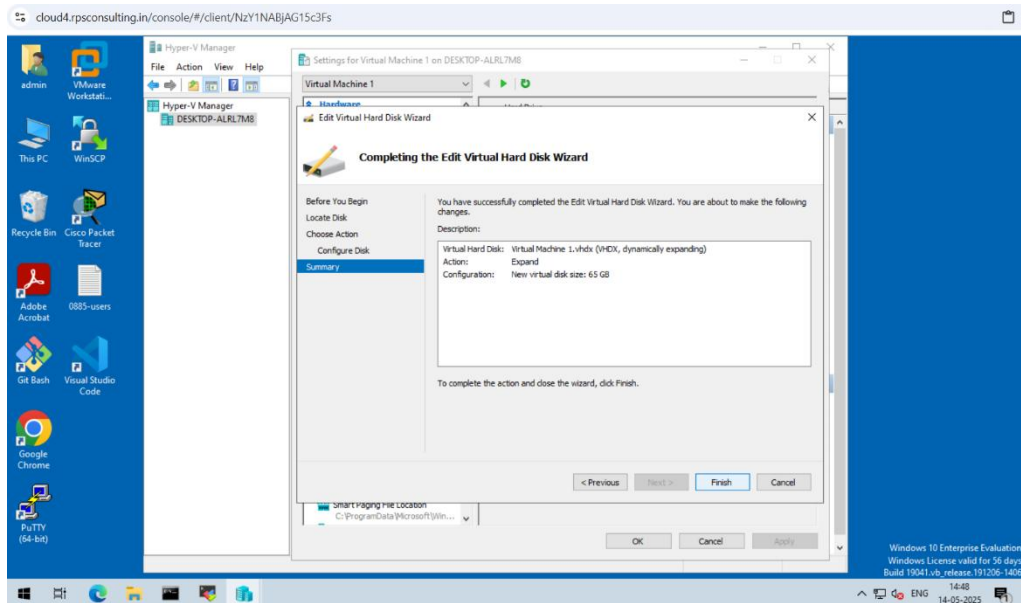 cloud4.rpsconsulting.in/console/#/client/NzY1NABjAG15c3Fs
admin
VMware
Workstati...
This PC
WinSCP
Recycle Bin
Cisco Packet
Tracer
Adobe
Acrobat
0885-users
Git Bash
Visual Studio
Code
Google
Chrome
PuTTY
(64-bit)
Hyper-V Manager
File Action View Help
Hyper-V Manager
DESKTOP-ALRL7M8
Settings for Virtual Machine 1 on DESKTOP-ALRL7M8
Virtual Machine 1
Hardware
Hard Drive
Edit Virtual Hard Disk Wizard
Completing the Edit Virtual Hard Disk Wizard
Before You Begin
Locate Disk
Choose Action
Configure Disk
Summary
You have successfully completed the Edit Virtual Hard Disk Wizard. You are about to make the following
changes.
Description:
Virtual Hard Disk: Virtual Machine 1.vhdx (VHDX, dynamically expanding)
Action: Expand
Configuration: New virtual disk size: 65 GB
To complete the action and close the wizard, click Finish.
< Previous Next > Finish Cancel
Smart Paging File Location
C:\ProgramData\Microsoft\Win...
OK Cancel Apply
Windows 10 Enterprise Evaluation
Windows License valid for 56 days
Build 19041.vb_release.191206-1406
ENG
14:48
14-05-2025